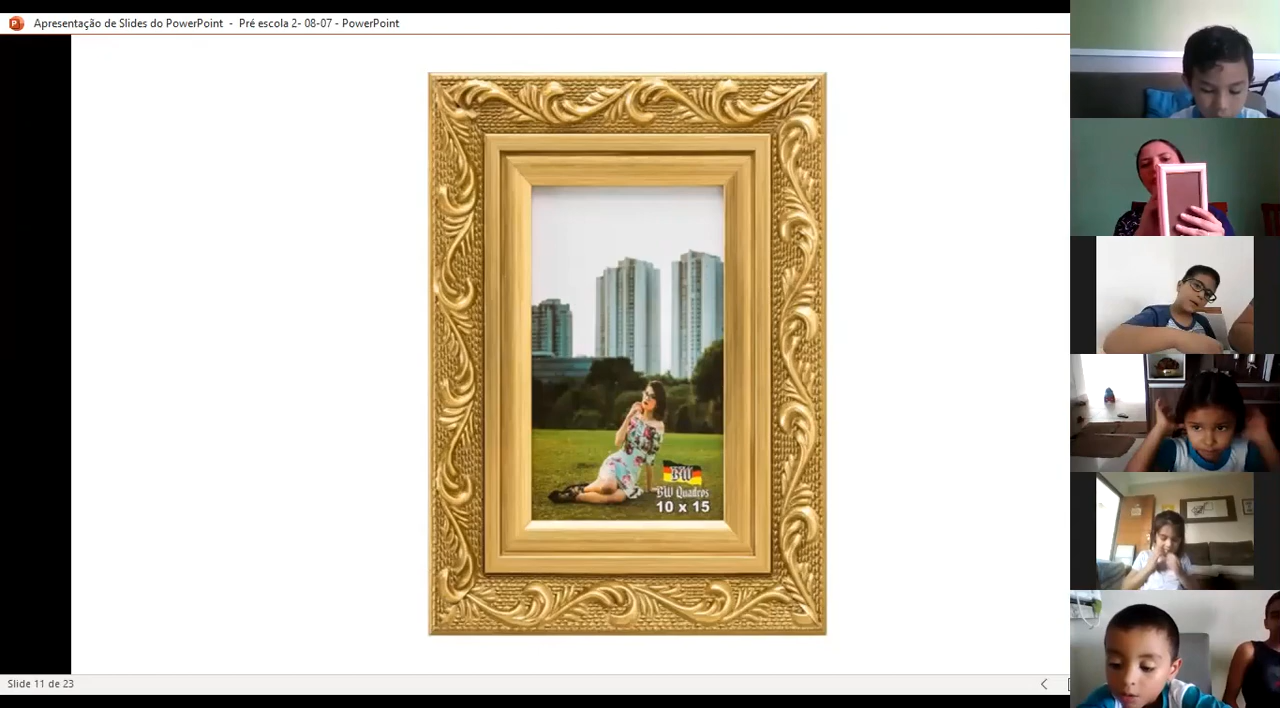 Apresentação de Slides do PowerPoint - Pré escola 2- 08-07 - PowerPoint
BW
BW Quadros
10 x 15
Slide 11 de 23